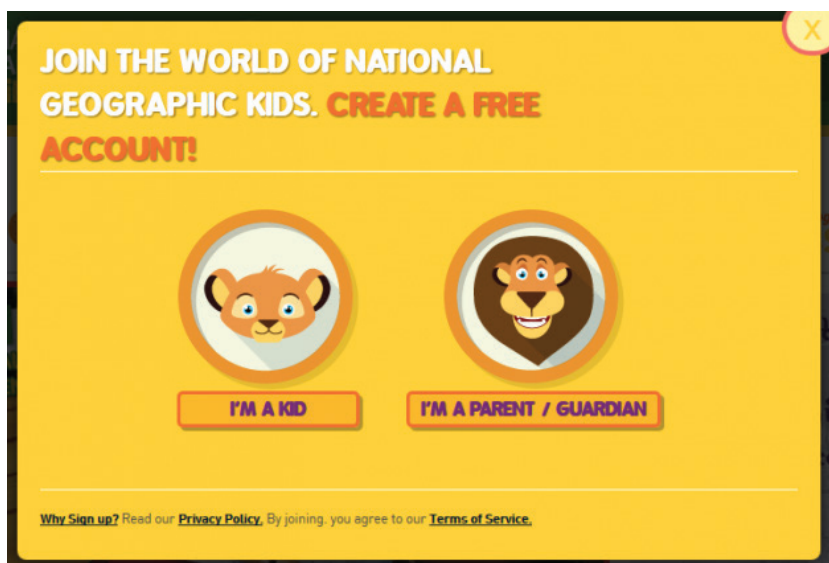 X
JOIN THE WORLD OF NATIONAL
GEOGRAPHIC KIDS. CREATE A FREE
ACCOUNT!
I'M A KID
I'M A PARENT / GUARDIAN
Why Sign up? Read our Privacy Policy. By joining. you agree to our Terms of Service.